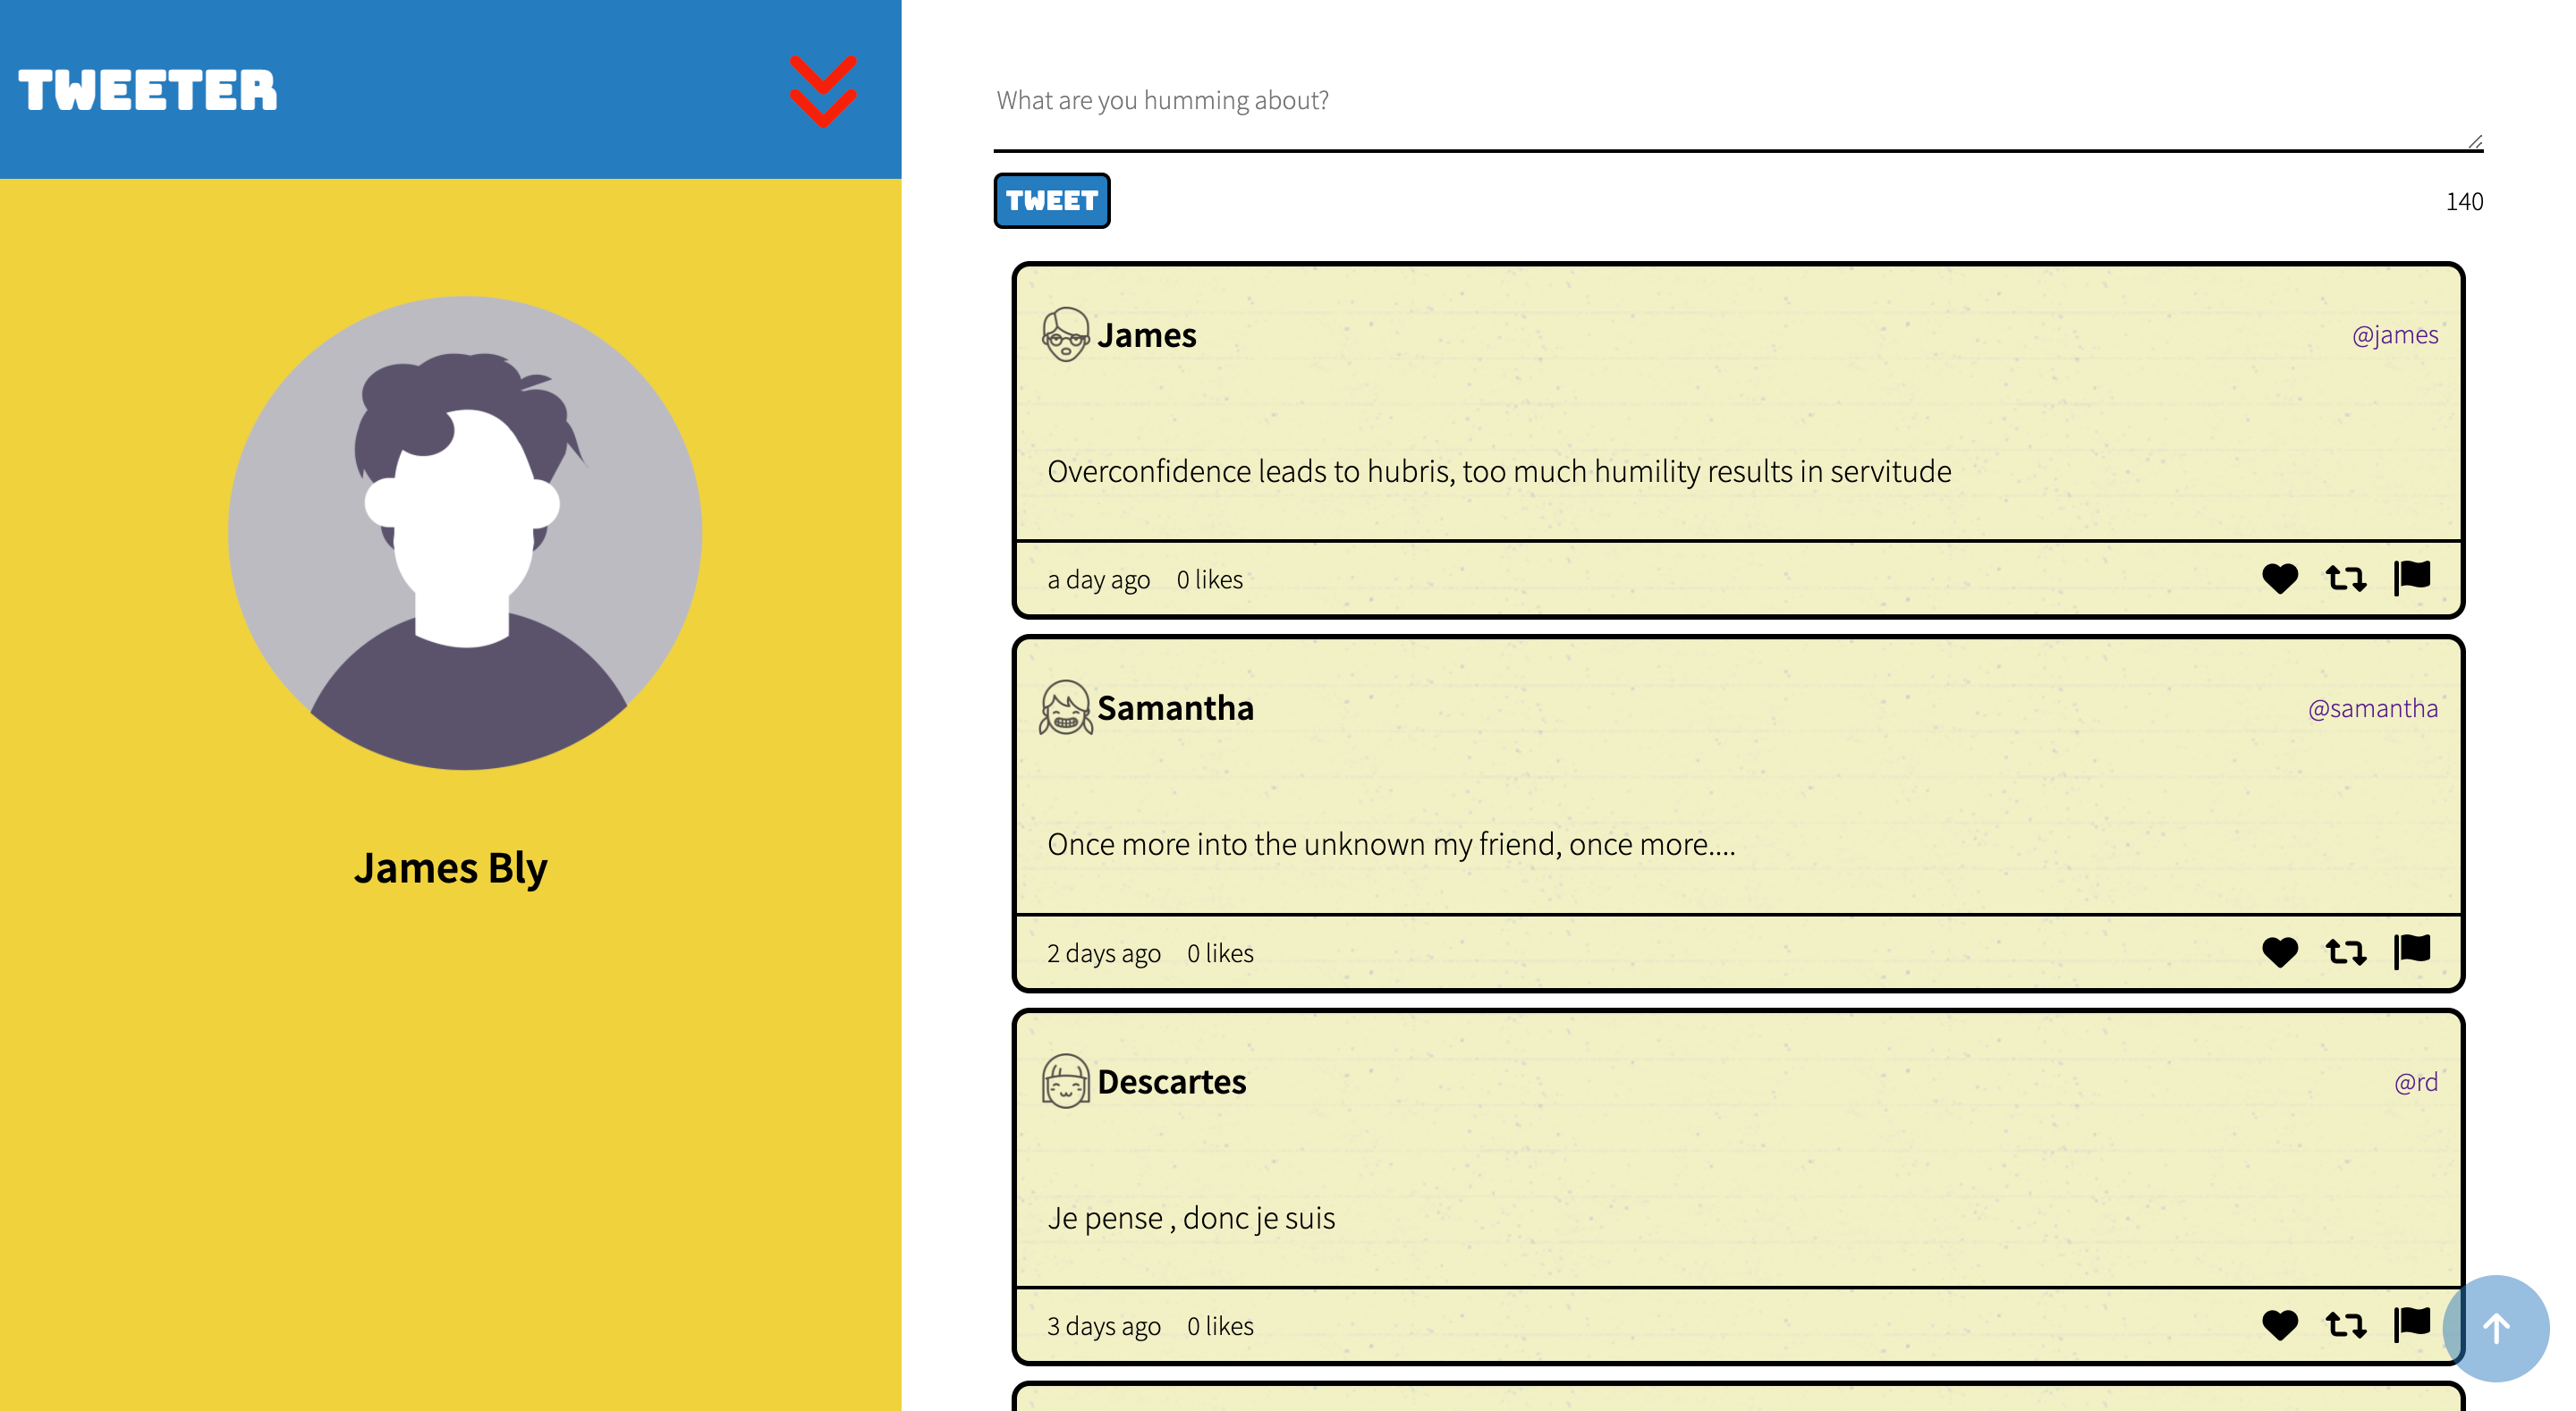 TWEETER
James Bly
What are you humming about?
TWEET
140
James
@james
Overconfidence leads to hubris, too much humility results in servitude
a day ago 0 likes
Samantha
@samantha
Once more into the unknown my friend, once more....
2 days ago 0 likes
Descartes
@rd
Je pense , donc je suis
3 days ago 0 likes